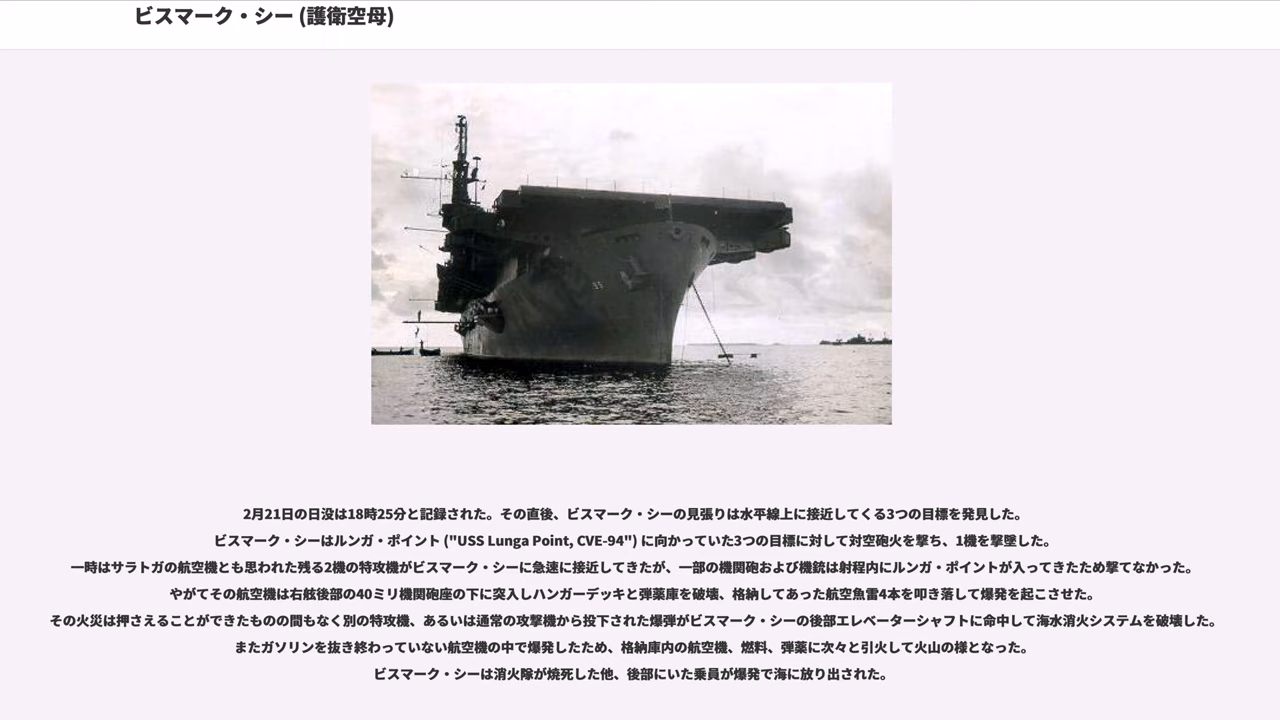 ビスマーク・シー (護衛空母)
95
2月21日の日没は18時25分と記録された。その直後、ビスマーク・シーの見張りは水平線上に接近してくる3つの目標を発見した。
ビスマーク・シーはルンガ・ポイント ("USS Lunga Point, CVE-94") に向かっていた3つの目標に対して対空砲火を撃ち、1機を撃墜した。
一時はサラトガの航空機とも思われた残る2機の特攻機がビスマーク・シーに急速に接近してきたが、一部の機関砲および機銃は射程内にルンガ・ポイントが入ってきたため撃てなかった。
やがてその航空機は右舷後部の40ミリ機関砲座の下に突入しハンガーデッキと弾薬庫を破壊、格納してあった航空魚雷4本を叩き落して爆発を起こさせた。
その火災は押さえることができたものの間もなく別の特攻機、あるいは通常の攻撃機から投下された爆弾がビスマーク・シーの後部エレベーターシャフトに命中して海水消火システムを破壊した。
またガソリンを抜き終わっていない航空機の中で爆発したため、格納庫内の航空機、燃料、弾薬に次々と引火して火山の様となった。
ビスマーク・シーは消火隊が焼死した他、後部にいた乗員が爆発で海に放り出された。